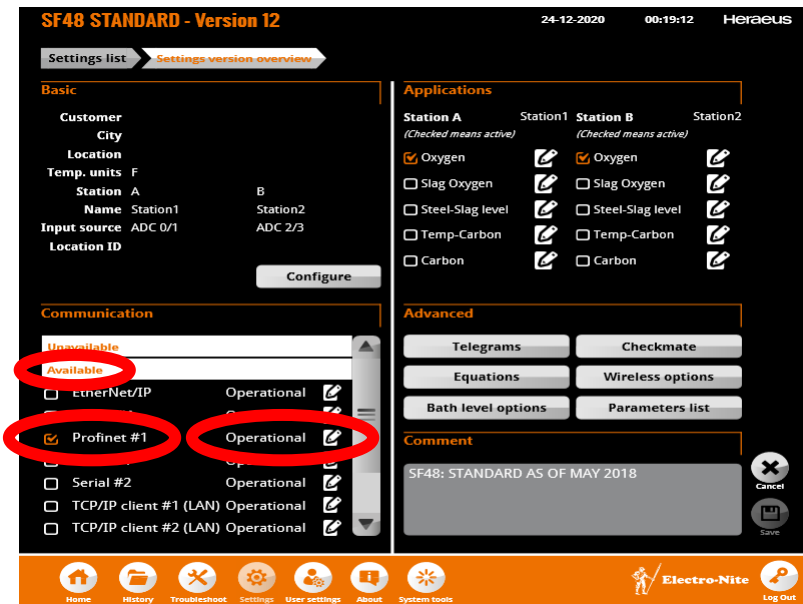 SF48 STANDARD - Version 12
24-12-2020 00:19:12 Heraeus
Settings list Settings version overview
Basic
Customer
City
Location
Temp. units F
Station A B
Name Station1 Station2
Input source ADC 0/1 ADC 2/3
Location ID
Configure
Applications
Station A Station1 Station B Station2
(Checked means active) (Checked means active)
Oxygen Oxygen
Slag Oxygen Slag Oxygen
Steel-Slag level Steel-Slag level
Temp-Carbon Temp-Carbon
Carbon Carbon
Communication
Unavailable
Available
EtherNet/IP Operational
Profinet #1 Operational
Serial #2 Operational
TCP/IP client #1 (LAN) Operational
TCP/IP client #2 (LAN) Operational
Advanced
Telegrams Checkmate
Equations Wireless options
Bath level options Parameters list
Comment
SF48: STANDARD AS OF MAY 2018
Cancel
Save
Home History Troubleshoot Settings User settings About System tools
Electro-Nite
Log Out